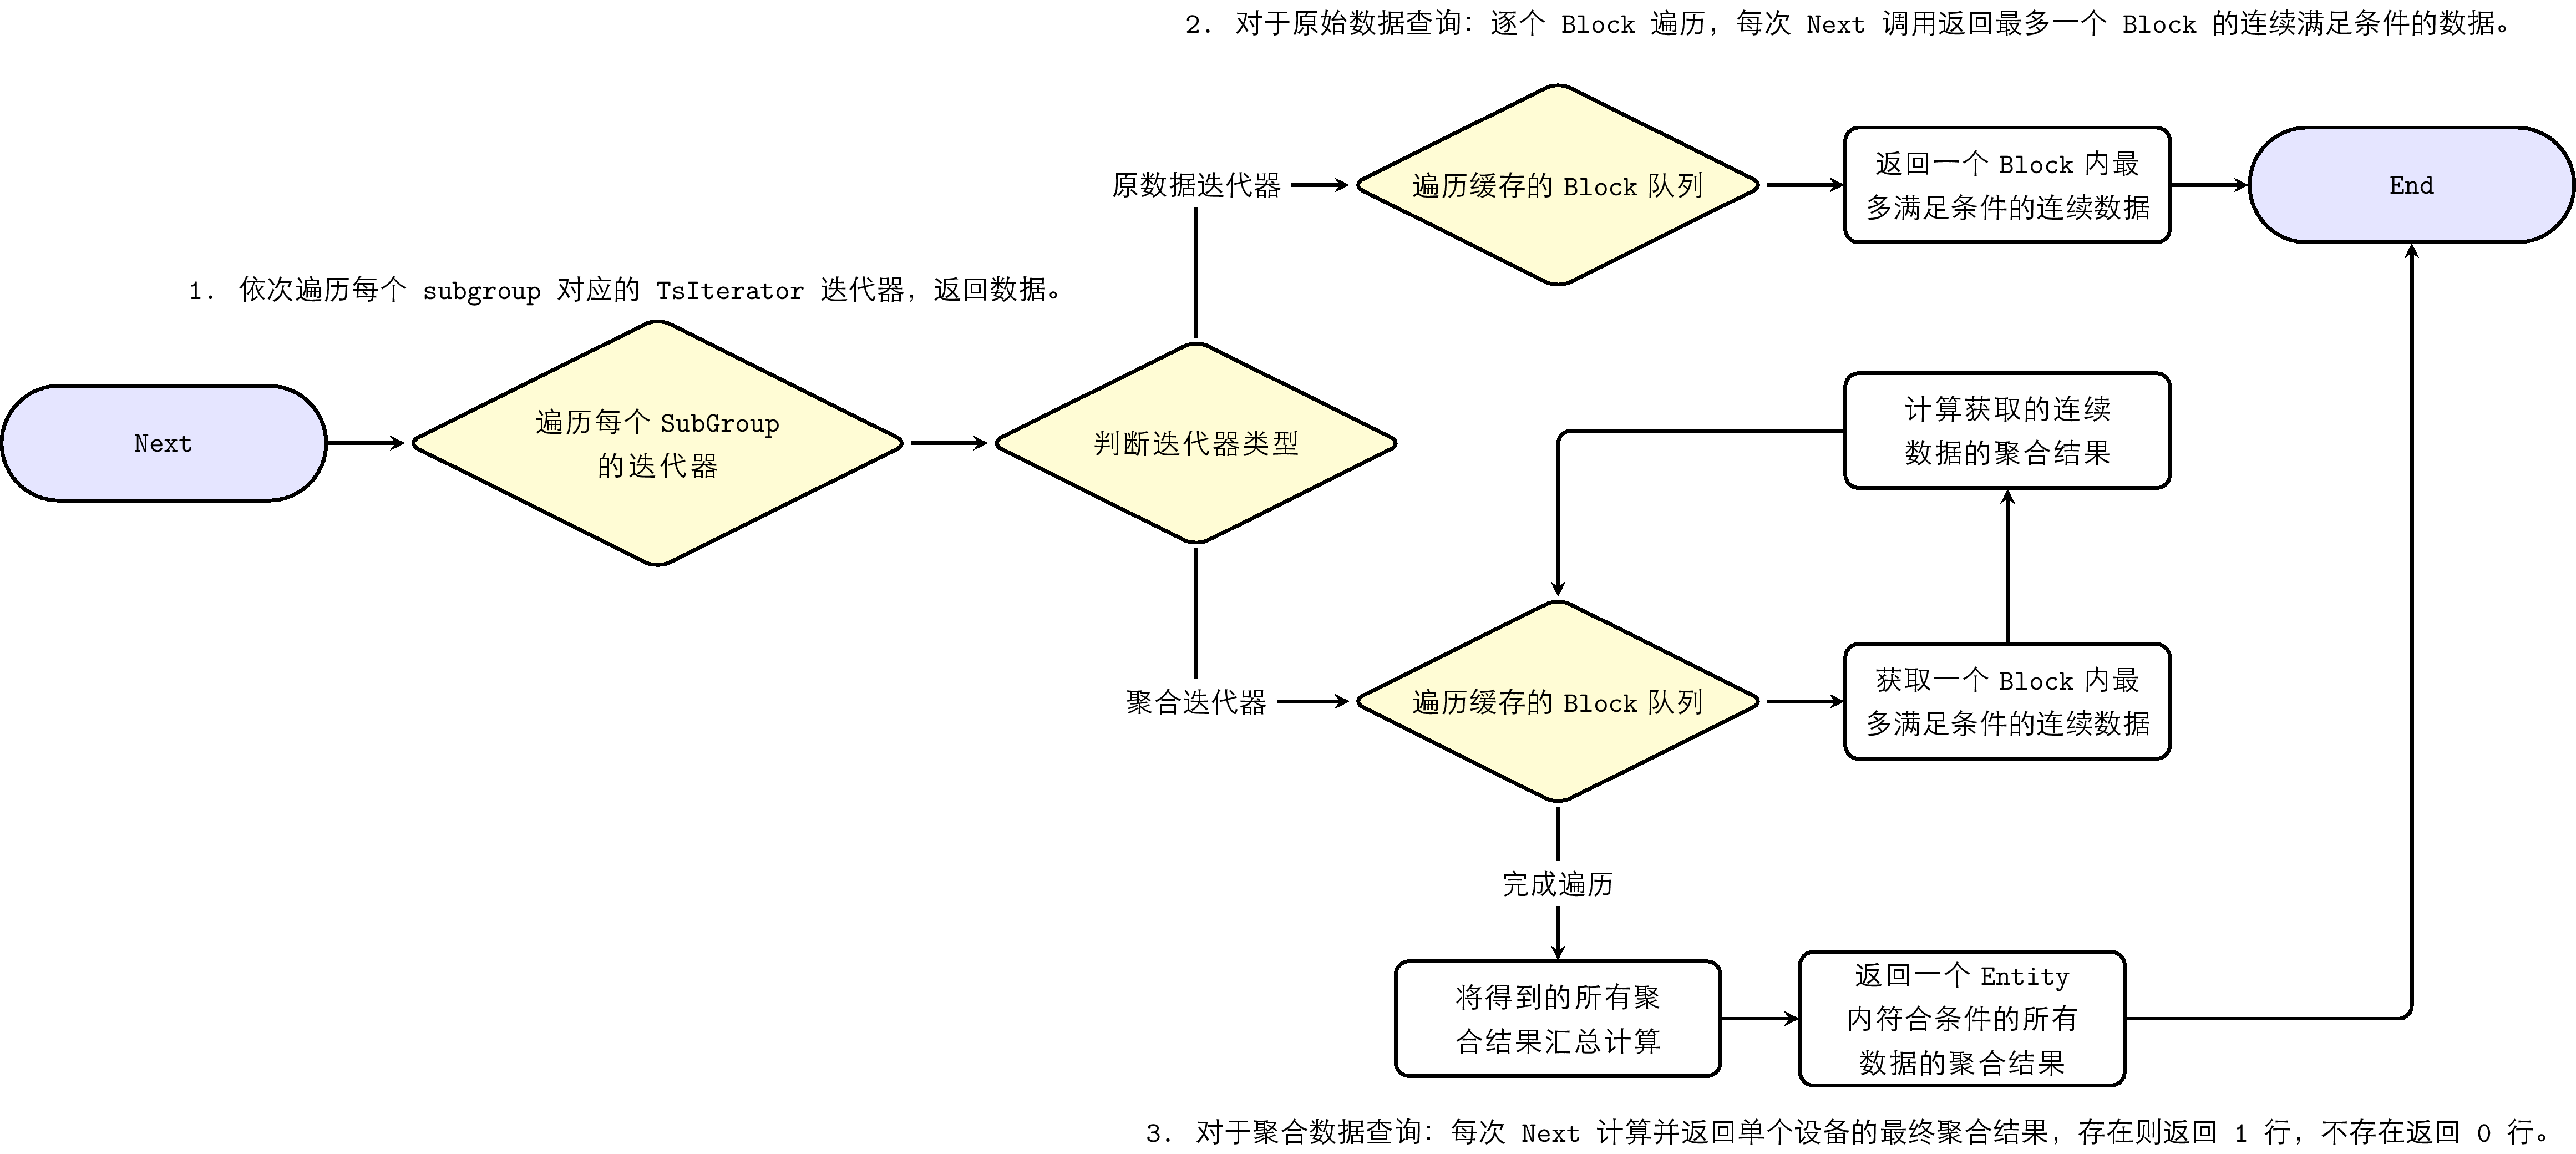 2. 对于原始数据查询：逐个 Block 遍历，每次 Next 调用返回最多一个 Block 的连续满足条件的数据。
原数据迭代器
遍历缓存的 Block 队列
返回一个 Block 内最
多满足条件的连续数据
End
1. 依次遍历每个 subgroup 对应的 TsIterator 迭代器，返回数据。
Next
遍历每个 SubGroup
的迭代器
判断迭代器类型
计算获取的连续
数据的聚合结果
聚合迭代器
遍历缓存的 Block 队列
获取一个 Block 内最
多满足条件的连续数据
完成遍历
将得到的所有聚
合结果汇总计算
返回一个 Entity
内符合条件的所有
数据的聚合结果
3. 对于聚合数据查询：每次 Next 计算并返回单个设备的最终聚合结果，存在则返回 1 行，不存在返回 0 行。